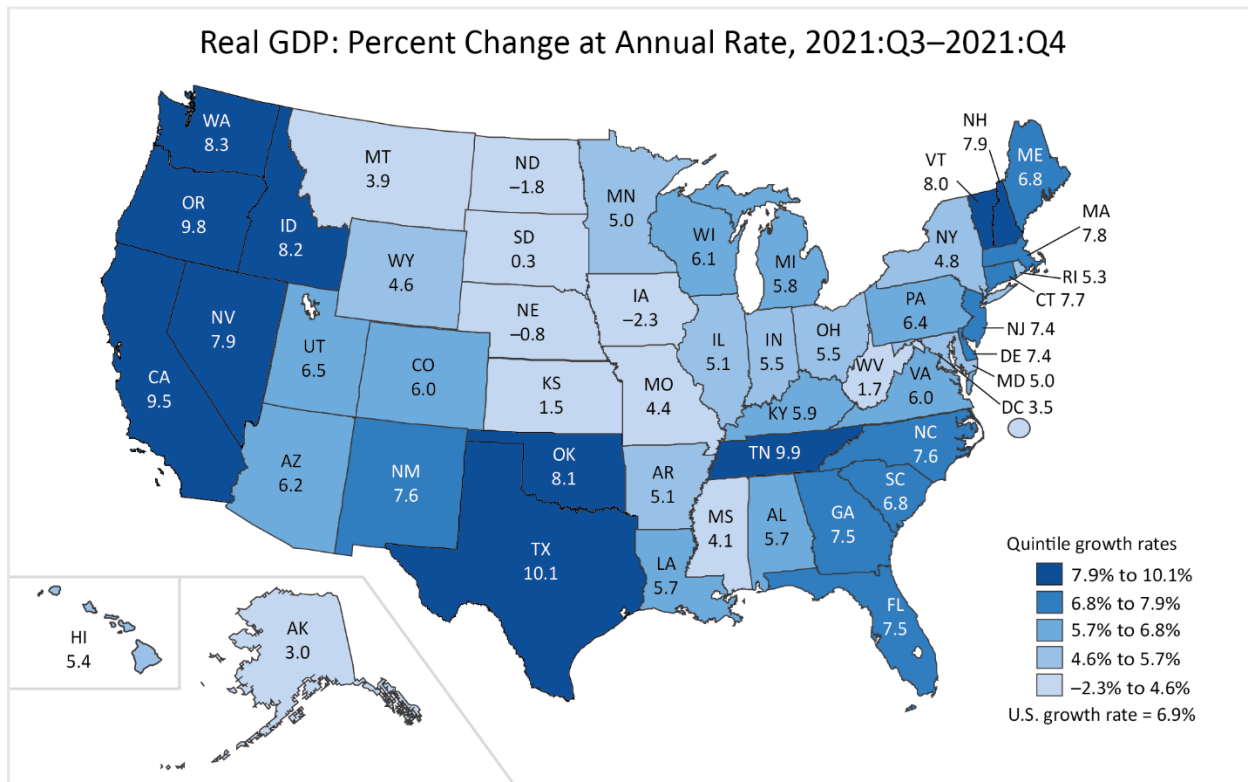 Real GDP: Percent Change at Annual Rate, 2021:Q3–2021:Q4
WA
8.3
MT
3.9
ND
–1.8
MN
5.0
NH
7.9
VT
8.0
ME
6.8
OR
9.8
ID
8.2
SD
0.3
WI
6.1
MI
5.8
NY
4.8
MA
7.8
RI 5.3
CT 7.7
WY
4.6
NE
–0.8
IA
–2.3
PA
6.4
NJ 7.4
DE 7.4
MD 5.0
DC 3.5
NV
7.9
UT
6.5
CO
6.0
IL
5.1
IN
5.5
OH
5.5
WV
1.7
VA
6.0
CA
9.5
KS
1.5
MO
4.4
KY 5.9
NC
7.6
AZ
6.2
NM
7.6
OK
8.1
AR
5.1
TN 9.9
SC
6.8
MS
4.1
AL
5.7
GA
7.5
TX
10.1
LA
5.7
FL
7.5
HI
5.4
AK
3.0
Quintile growth rates
7.9% to 10.1%
6.8% to 7.9%
5.7% to 6.8%
4.6% to 5.7%
–2.3% to 4.6%
U.S. growth rate = 6.9%